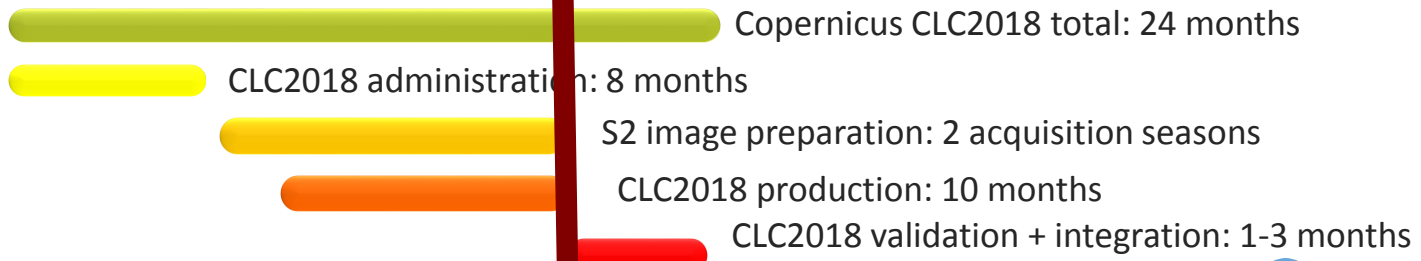 Copernicus CLC2018 total: 24 months
CLC2018 administration: 8 months
S2 image preparation: 2 acquisition seasons
CLC2018 production: 10 months
CLC2018 validation + integration: 1-3 months